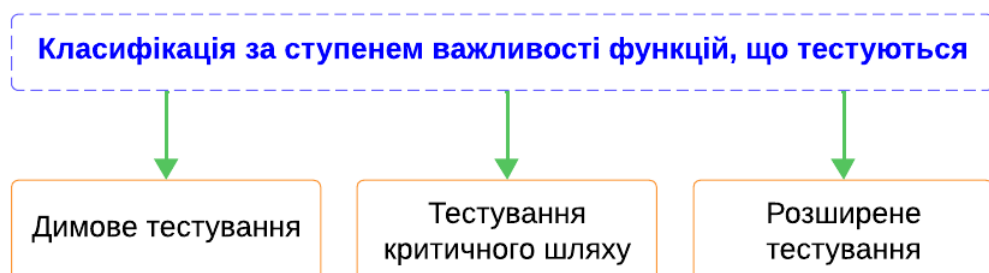 Класифікація за ступенем важливості функцій, що тестуються
Димове тестування
Тестування
критичного шляху
Розширене
тестування